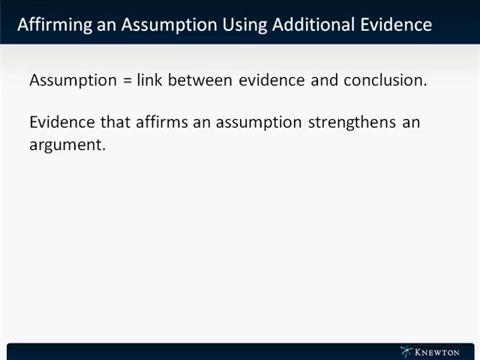 Affirming an Assumption Using Additional Evidence
Assumption = link between evidence and conclusion.
Evidence that affirms an assumption strengthens an
argument.
KNEWTON